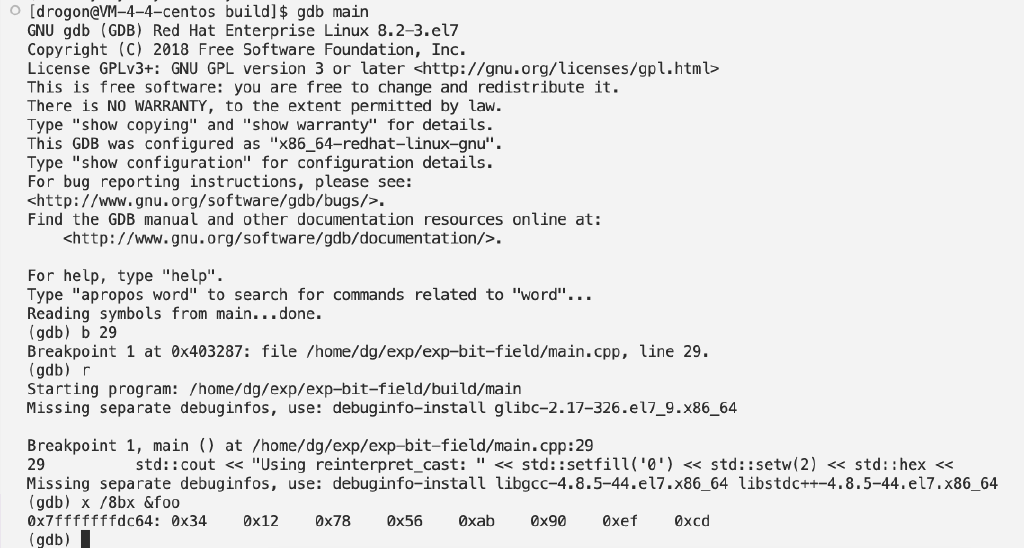 [drogon@VM-4-4-centos build]$ gdb main
GNU gdb (GDB) Red Hat Enterprise Linux 8.2-3.el7
Copyright (C) 2018 Free Software Foundation, Inc.
License GPLv3+: GNU GPL version 3 or later <http://gnu.org/licenses/gpl.html>
This is free software: you are free to change and redistribute it.
There is NO WARRANTY, to the extent permitted by law.
Type "show copying" and "show warranty" for details.
This GDB was configured as "x86_64-redhat-linux-gnu".
Type "show configuration" for configuration details.
For bug reporting instructions, please see:
<http://www.gnu.org/software/gdb/bugs/>.
Find the GDB manual and other documentation resources online at:
    <http://www.gnu.org/software/gdb/documentation/>.

For help, type "help".
Type "apropos word" to search for commands related to "word"...
Reading symbols from main...done.
(gdb) b 29
Breakpoint 1 at 0x403287: file /home/dg/exp/exp-bit-field/main.cpp, line 29.
(gdb) r
Starting program: /home/dg/exp/exp-bit-field/build/main
Missing separate debuginfos, use: debuginfo-install glibc-2.17-326.el7_9.x86_64

Breakpoint 1, main () at /home/dg/exp/exp-bit-field/main.cpp:29
29          std::cout << "Using reinterpret_cast: " << std::setfill('0') << std::setw(2) << std::hex <<
Missing separate debuginfos, use: debuginfo-install libgcc-4.8.5-44.el7.x86_64 libstdc++-4.8.5-44.el7.x86_64
(gdb) x /8bx &foo
0x7fffffffdc64: 0x34    0x12    0x78    0x56    0xab    0x90    0xef    0xcd
(gdb)